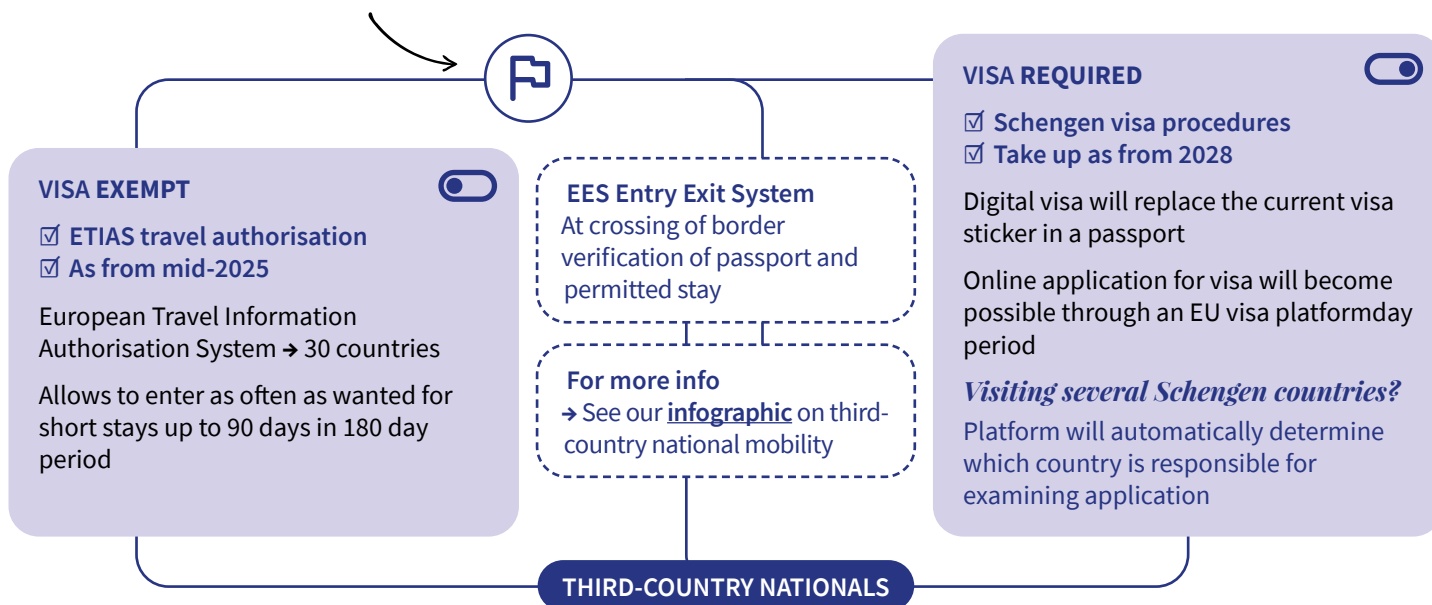 VISA EXEMPT
☑ ETIAS travel authorisation
☑ As from mid-2025
European Travel Information
Authorisation System → 30 countries
Allows to enter as often as wanted for
short stays up to 90 days in 180 day
period
EES Entry Exit System
At crossing of border
verification of passport and
permitted stay
For more info
→ See our infographic on third-
country national mobility
VISA REQUIRED
☑ Schengen visa procedures
☑ Take up as from 2028
Digital visa will replace the current visa
sticker in a passport
Online application for visa will become
possible through an EU visa platformday
period
Visiting several Schengen countries?
Platform will automatically determine
which country is responsible for
examining application
THIRD-COUNTRY NATIONALS